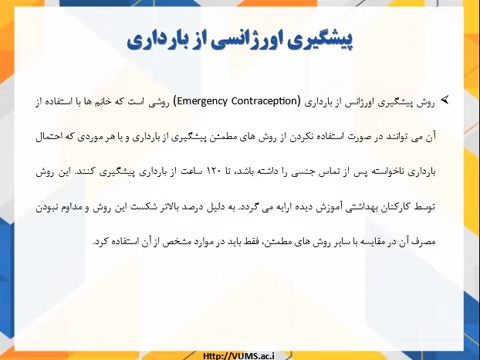 پیشگیری اورژانسی از بارداری
روش پیشگیری اورژانس از بارداری (Emergency Contraception) روشی است که خانم ها با استفاده از
آن می توانند در صورت استفاده نکردن از روش های مطمئن پیشگیری از بارداری و یا هر موردی که احتمال
بارداری ناخواسته پس از تماس جنسی را داشته باشد، تا ۱۲۰ ساعت از بارداری پیشگیری کنند. این روش
توسط کارکنان بهداشتی آموزش دیده ارایه می گردد. به دلیل درصد بالاتر شکست این روش و مداوم نبودن
مصرف آن در مقایسه با سایر روش های مطمئن، فقط باید در موارد مشخص از آن استفاده کرد.
Http://VUMS.ac.i